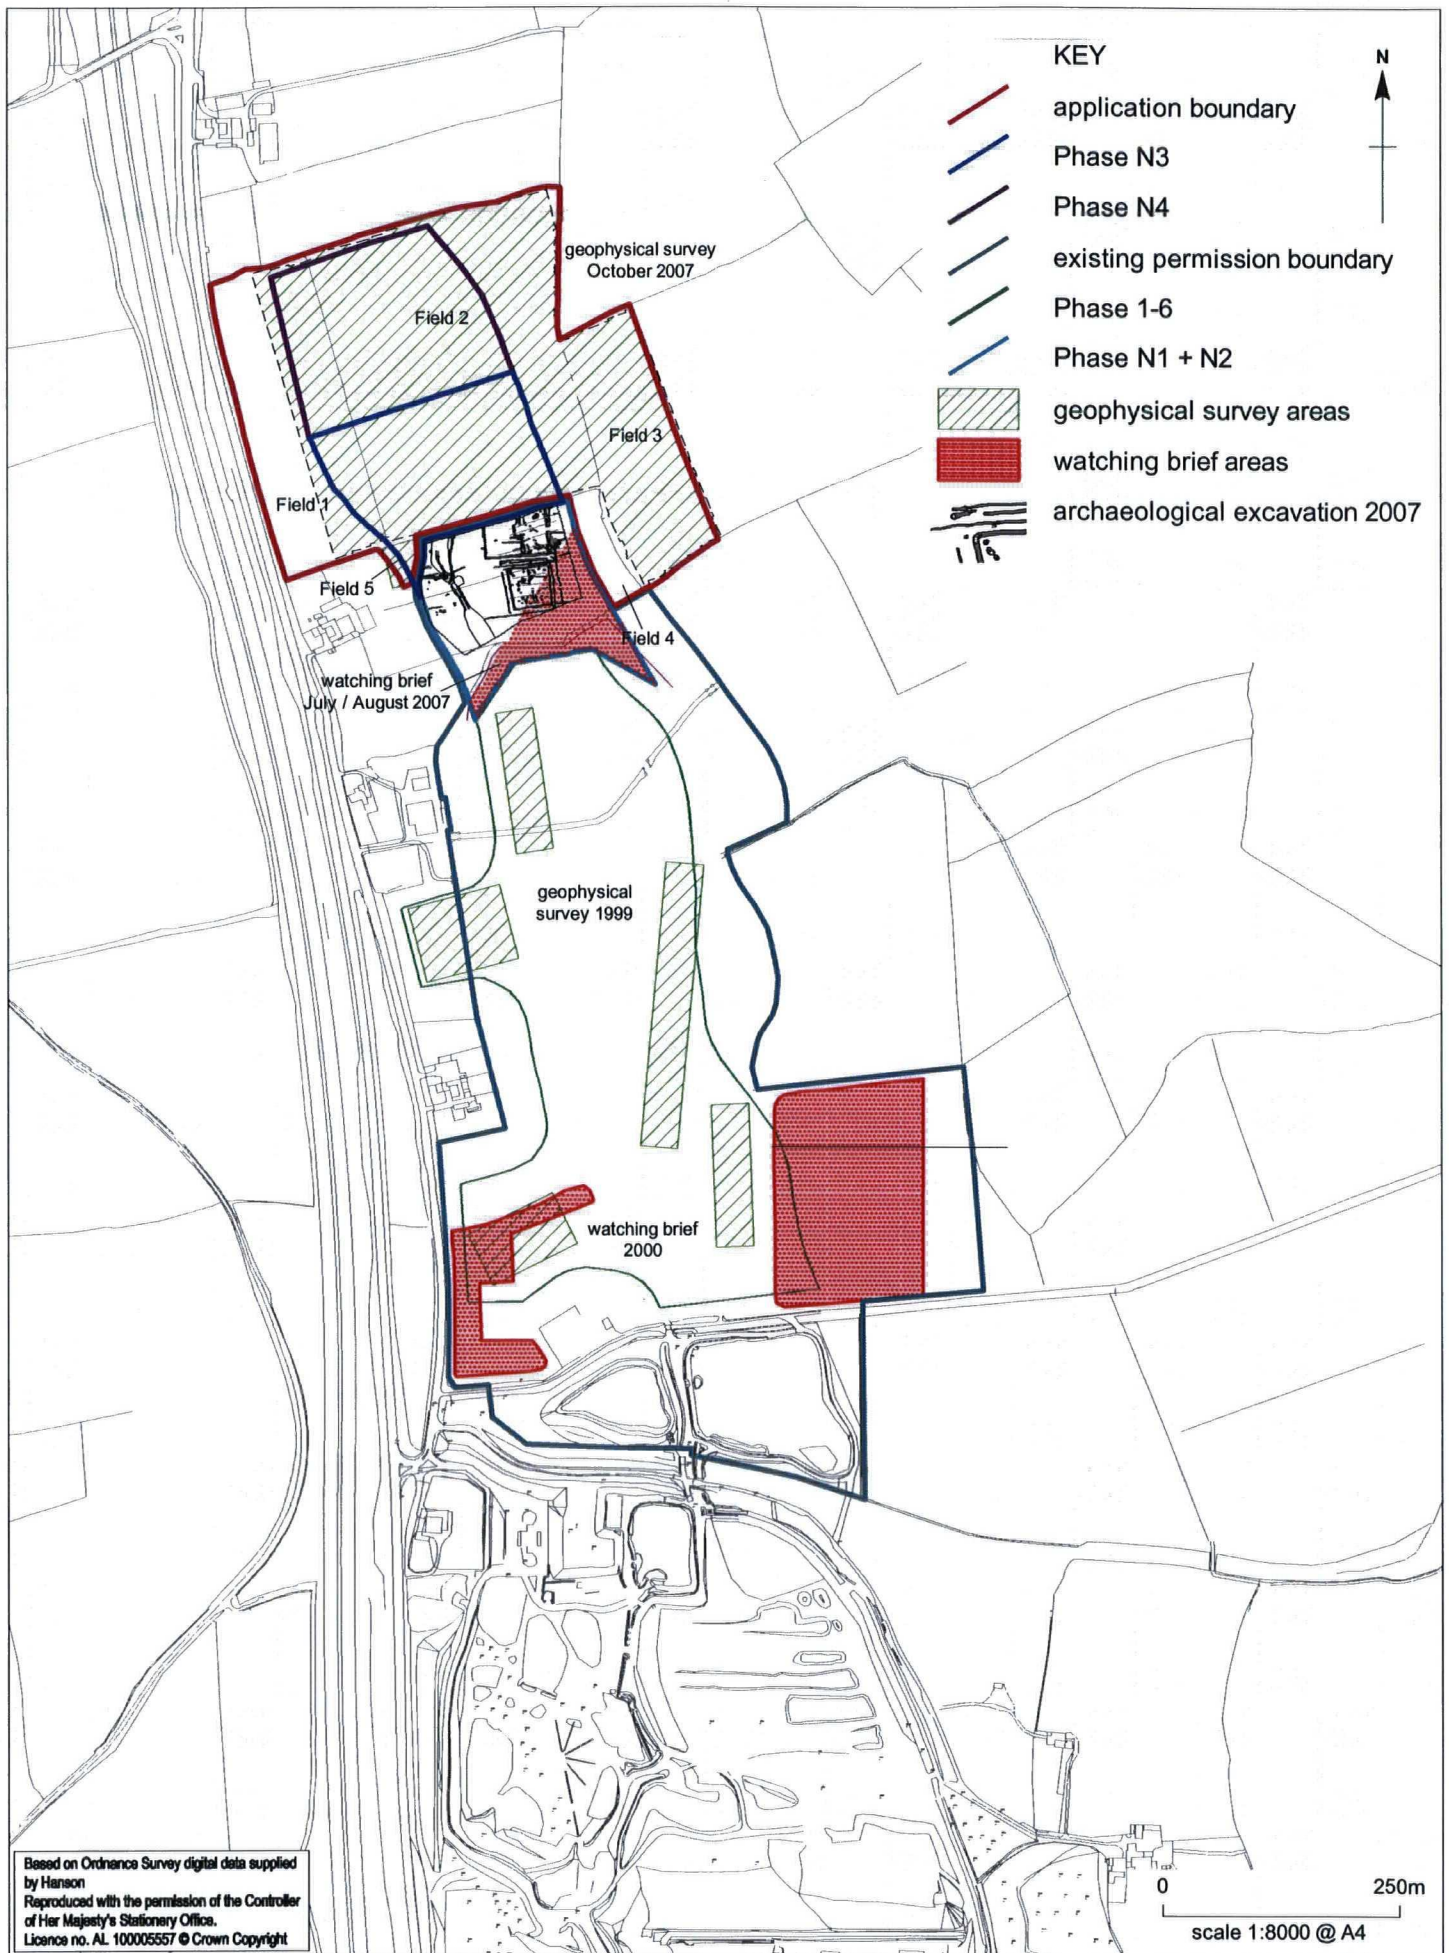 KEY
N
application boundary
Phase N3
Phase N4
existing permission boundary
Phase 1-6
Phase N1 + N2
geophysical survey areas
watching brief areas
archaeological excavation 2007
geophysical survey
October 2007
Field 2
Field 3
Field 1
Field 5
Field 4
watching brief
July / August 2007
geophysical
survey 1999
watching brief
2000
Based on Ordnance Survey digital data supplied
by Hanson
Reproduced with the permission of the Controller
of Her Majesty's Stationery Office.
Licence no. AL 100005557 © Crown Copyright
0 250m
scale 1:8000 @ A4